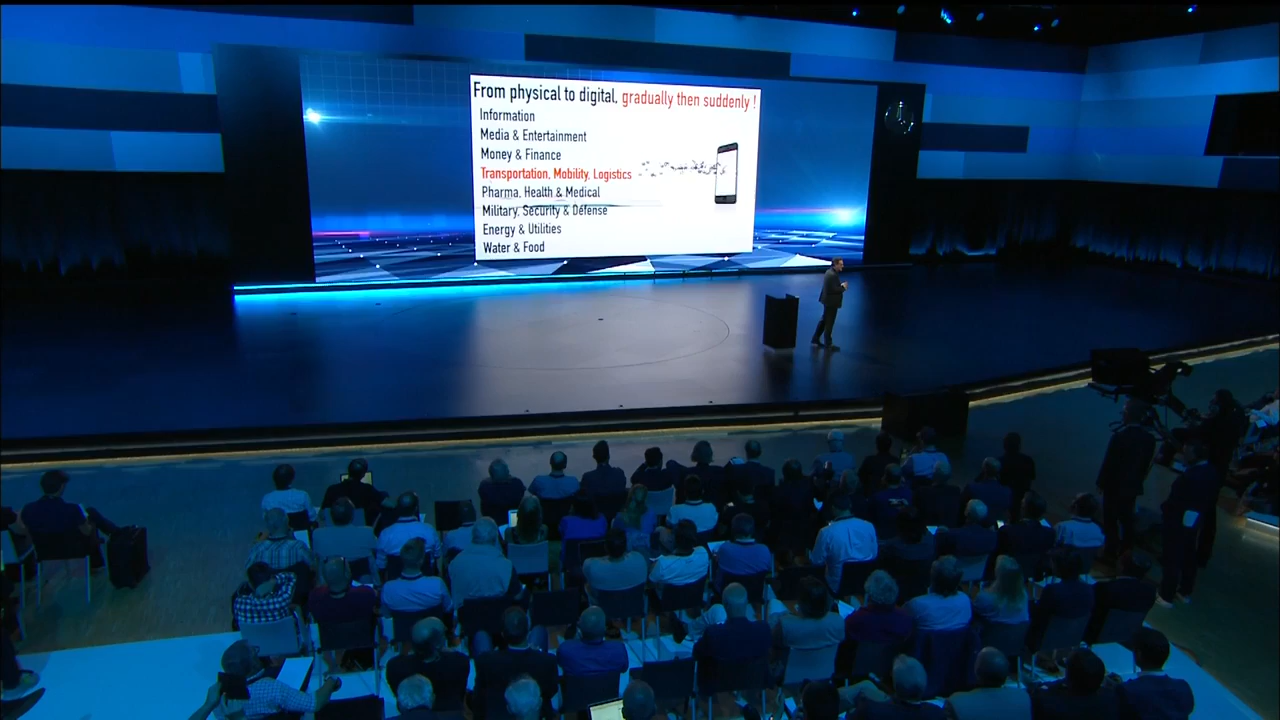 From physical to digital, gradually then suddenly !
Information
Media & Entertainment
Money & Finance
Transportation, Mobility, Logistics
Pharma, Health & Medical
Military, Security & Defense
Energy & Utilities
Water & Food